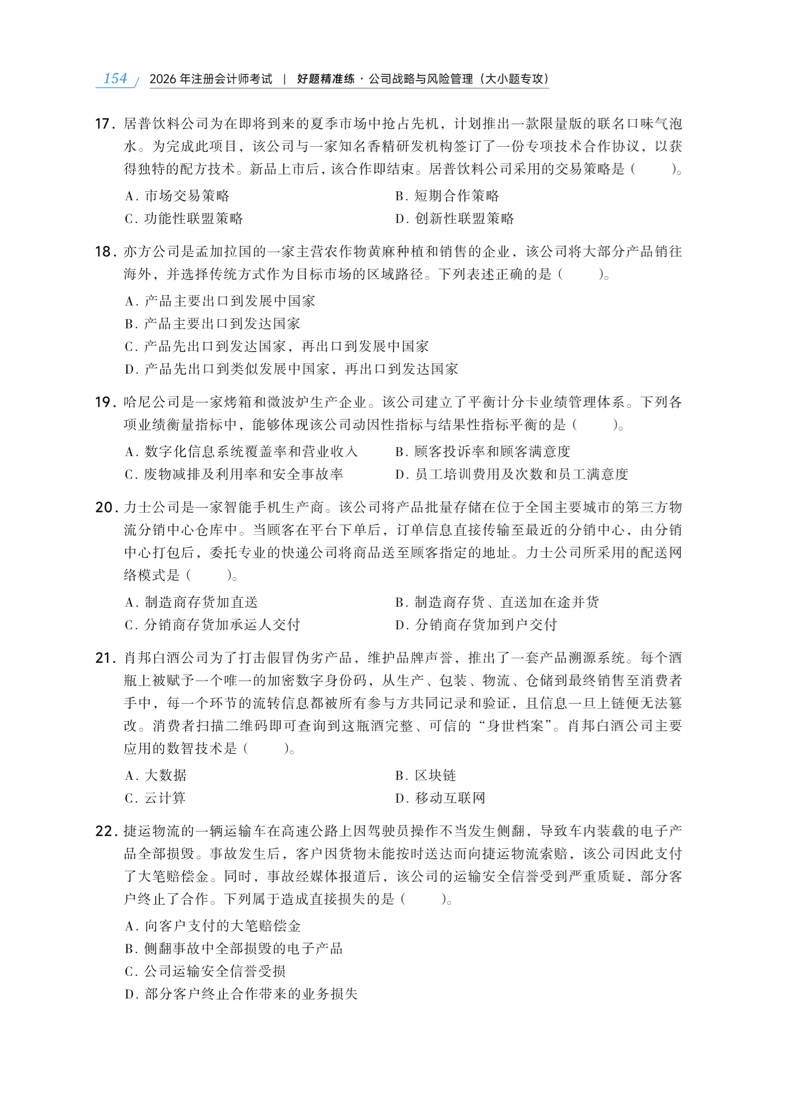 154 2026 年注册会计师考试 | 好题精准练·公司战略与风险管理（大小题专攻）
17. 居普饮料公司为在即将到来的夏季市场中抢占先机，计划推出一款限量版的联名口味气泡
水。为完成此项目，该公司与一家知名香精研发机构签订了一份专项技术合作协议，以获
得独特的配方技术。新品上市后，该合作即结束。居普饮料公司采用的交易策略是（　　）。
A. 市场交易策略 B. 短期合作策略
C. 功能性联盟策略 D. 创新性联盟策略
18. 亦方公司是孟加拉国的一家主营农作物黄麻种植和销售的企业，该公司将大部分产品销往
海外，并选择传统方式作为目标市场的区域路径。下列表述正确的是（　　）。
A. 产品主要出口到发展中国家
B. 产品主要出口到发达国家
C. 产品先出口到发达国家，再出口到发展中国家
D. 产品先出口到类似发展中国家，再出口到发达国家
19. 哈尼公司是一家烤箱和微波炉生产企业。该公司建立了平衡计分卡业绩管理体系。下列各
项业绩衡量指标中，能够体现该公司动因性指标与结果性指标平衡的是（　　）。
A. 数字化信息系统覆盖率和营业收入 B. 顾客投诉率和顾客满意度
C. 废物减排及利用率和安全事故率 D. 员工培训费用及次数和员工满意度
20. 力士公司是一家智能手机生产商。该公司将产品批量存储在位于全国主要城市的第三方物
流分销中心仓库中。当顾客在平台下单后，订单信息直接传输至最近的分销中心，由分销
中心打包后，委托专业的快递公司将商品送至顾客指定的地址。力士公司所采用的配送网
络模式是（　　）。
A. 制造商存货加直送 B. 制造商存货、直送加在途并货
C. 分销商存货加承运人交付 D. 分销商存货加到户交付
21. 肖邦白酒公司为了打击假冒伪劣产品，维护品牌声誉，推出了一套产品溯源系统。每个酒
瓶上被赋予一个唯一的加密数字身份码，从生产、包装、物流、仓储到最终销售至消费者
手中，每一个环节的流转信息都被所有参与方共同记录和验证，且信息一旦上链便无法篡
改。消费者扫描二维码即可查询到这瓶酒完整、可信的“身世档案”。肖邦白酒公司主要
应用的数智技术是（　　）。
A. 大数据 B. 区块链
C. 云计算 D. 移动互联网
22. 捷运物流的一辆运输车在高速公路上因驾驶员操作不当发生侧翻，导致车内装载的电子产
品全部损毁。事故发生后，客户因货物未能按时送达而向捷运物流索赔，该公司因此支付
了大笔赔偿金。同时，事故经媒体报道后，该公司的运输安全信誉受到严重质疑，部分客
户终止了合作。下列属于造成直接损失的是（　　）。
A. 向客户支付的大笔赔偿金
B. 侧翻事故中全部损毁的电子产品
C. 公司运输安全信誉受损
D. 部分客户终止合作带来的业务损失